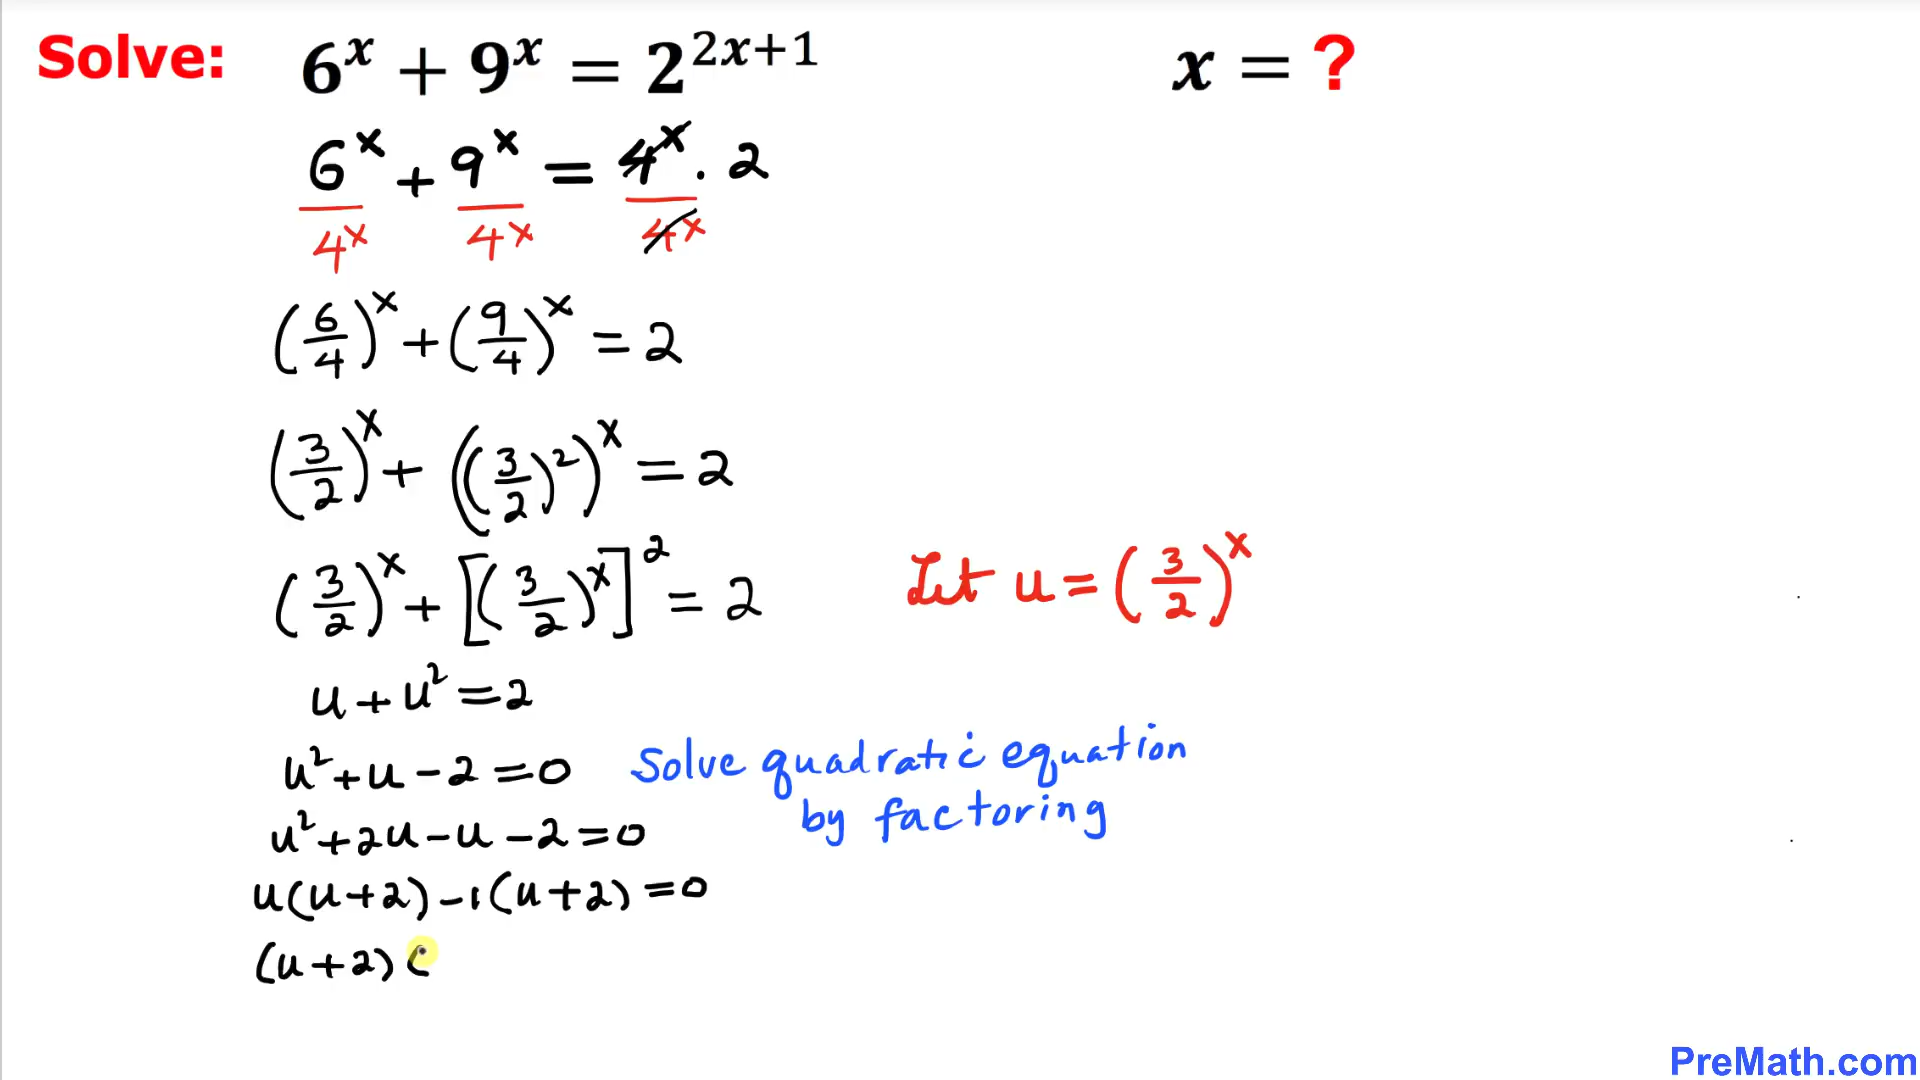 Solve: 6^x + 9^x = 2^{2x+1}
x = ?
6^x/4^x + 9^x/4^x = 4^x/4^x · 2
(6/4)^x + (9/4)^x = 2
(3/2)^x + ((3/2)^2)^x = 2
(3/2)^x + [(3/2)^x]^2 = 2
Let u = (3/2)^x
u + u^2 = 2
u^2 + u - 2 = 0
Solve quadratic equation
by factoring
u^2 + 2u - u - 2 = 0
u(u+2) - 1(u+2) = 0
(u+2)(
PreMath.com